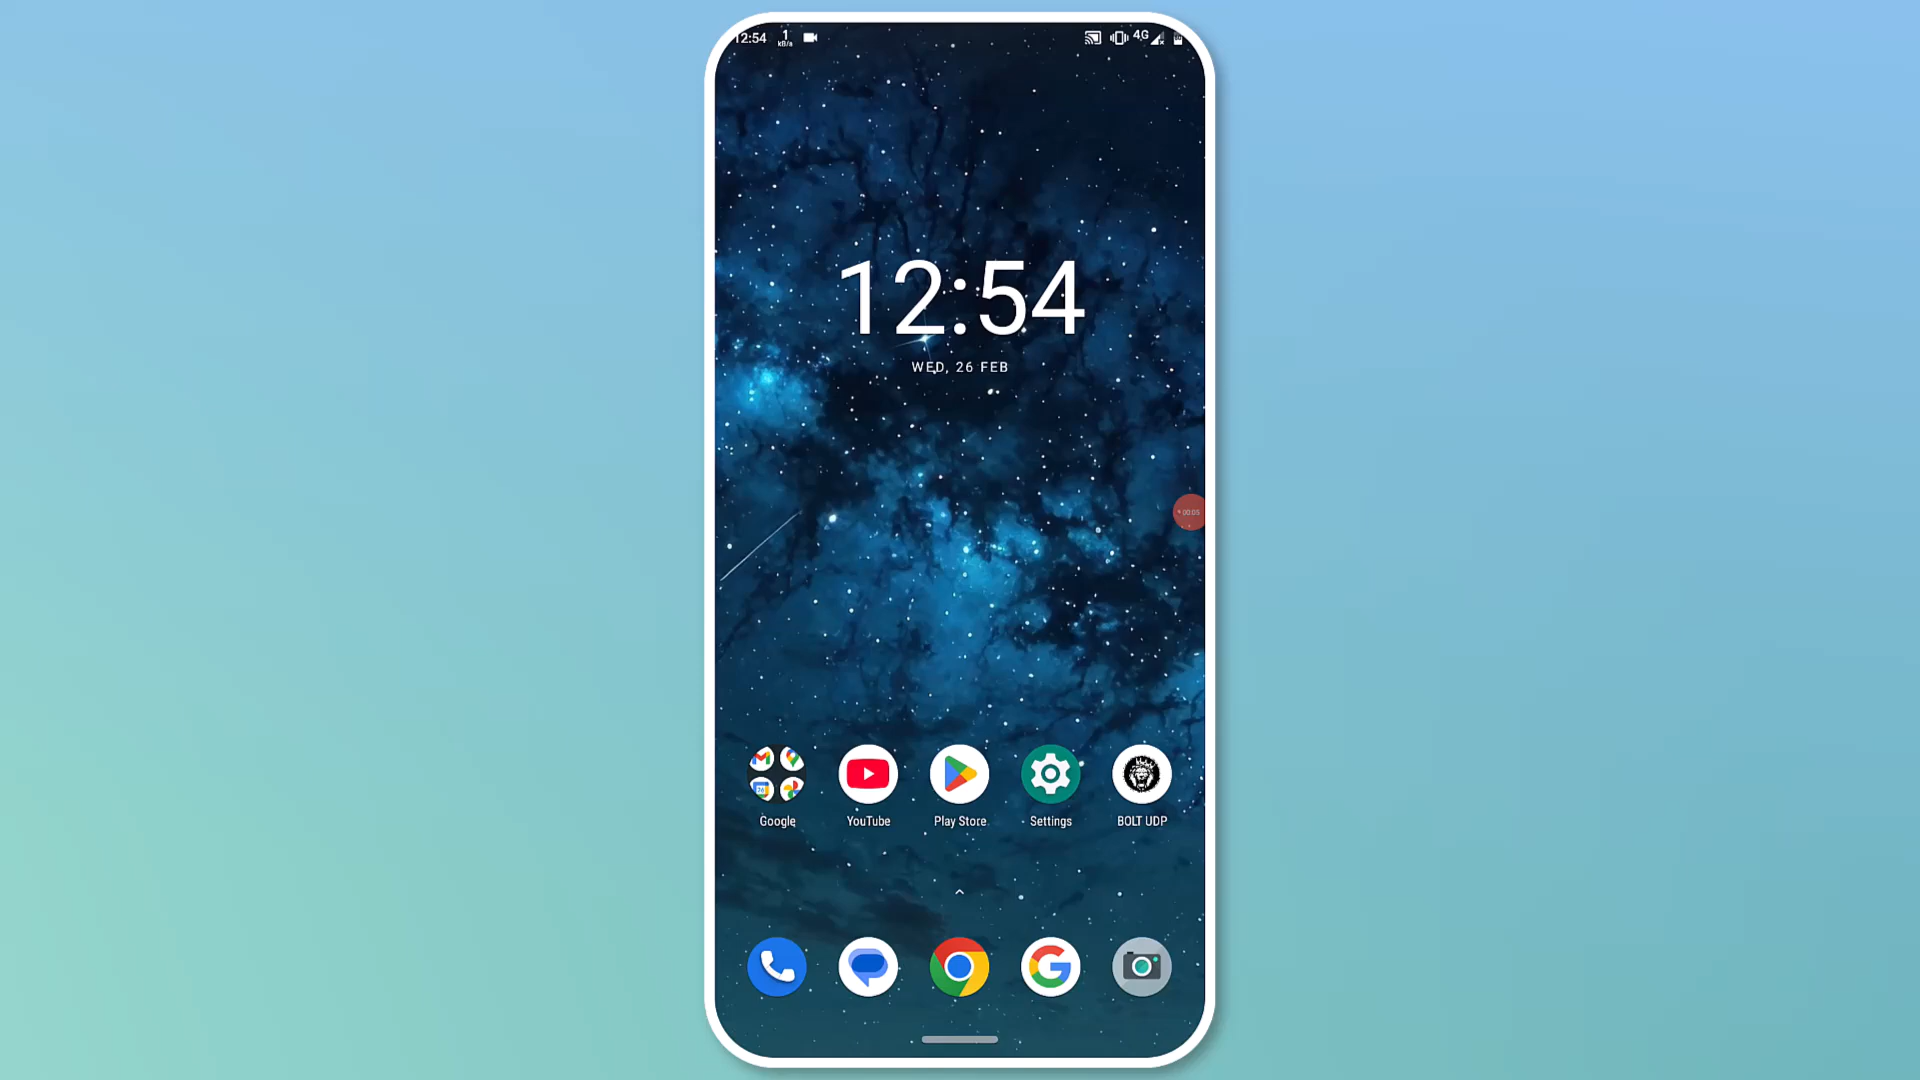 12:54
1
kB/s
4G
12:54
WED, 26 FEB
00:05
Google
YouTube
Play Store
Settings
BOLT UDP